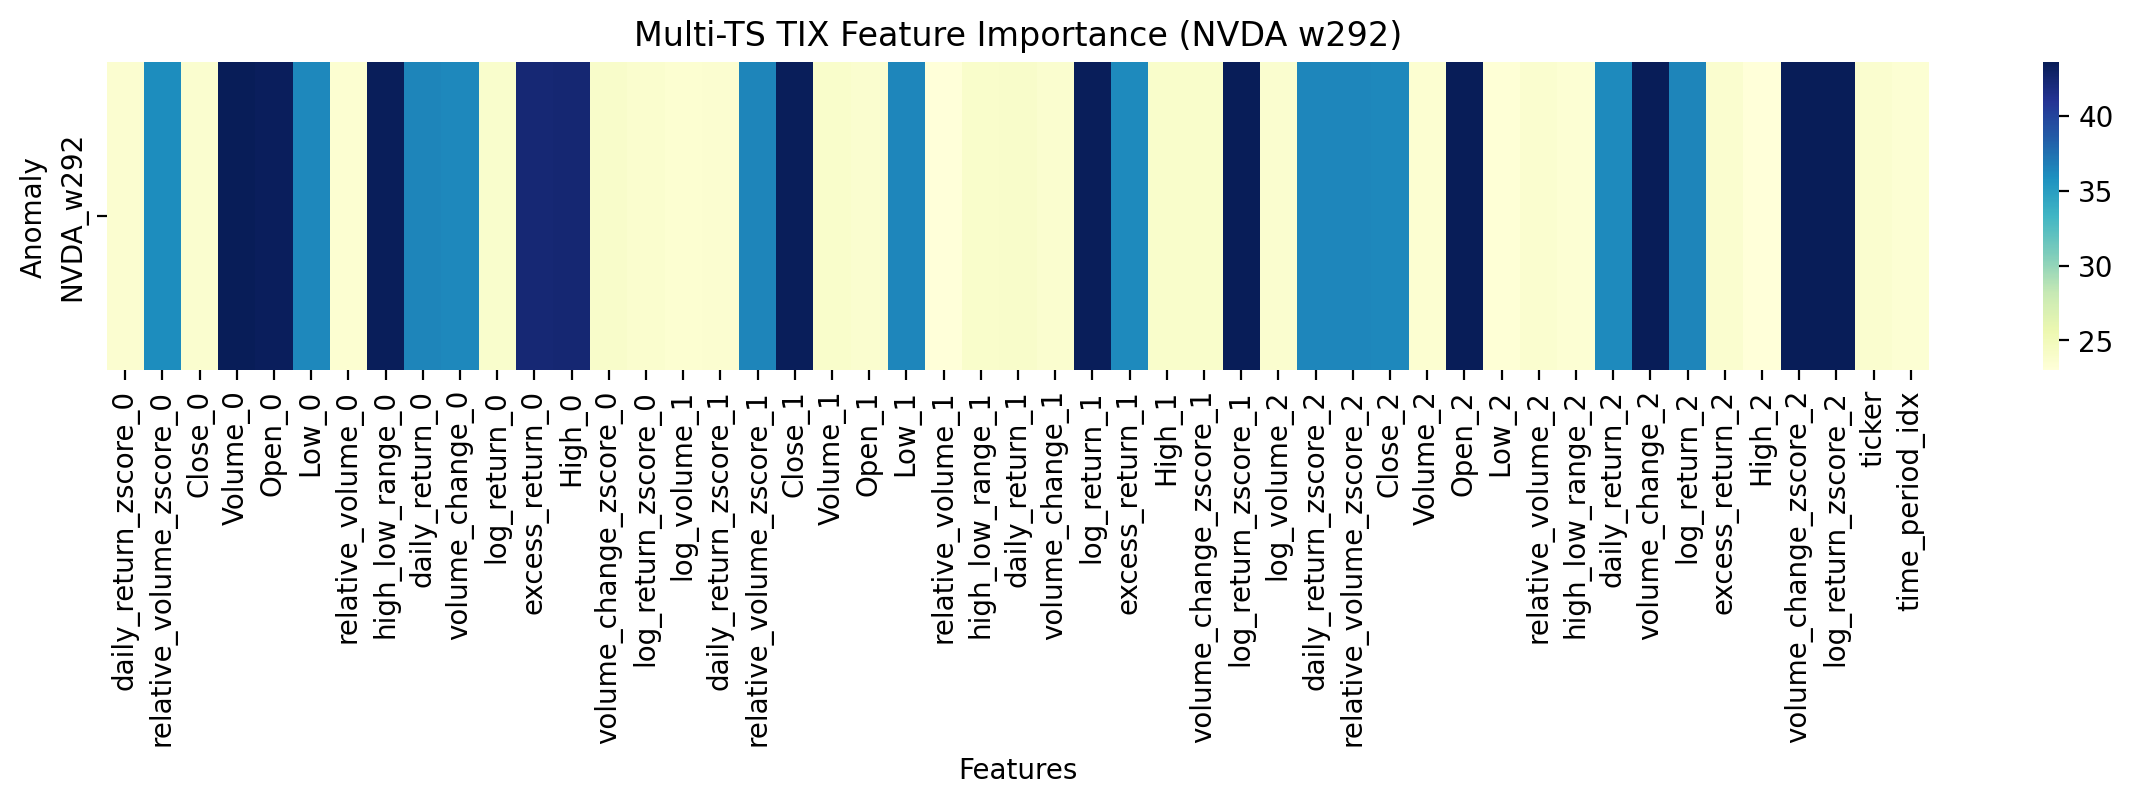 Multi-TS TIX Feature Importance (NVDA w292)
Anomaly
NVDA_w292
40
35
30
25
daily_return_zscore_0
relative_volume_zscore_0
Close_0
Volume_0
Open_0
Low_0
relative_volume_0
high_low_range_0
daily_return_0
volume_change_0
log_return_0
excess_return_0
High_0
volume_change_zscore_0
log_return_zscore_0
log_volume_1
daily_return_zscore_1
relative_volume_zscore_1
Close_1
Volume_1
Open_1
Low_1
relative_volume_1
high_low_range_1
daily_return_1
volume_change_1
log_return_1
excess_return_1
High_1
volume_change_zscore_1
log_return_zscore_1
log_volume_2
daily_return_zscore_2
relative_volume_zscore_2
Close_2
Volume_2
Open_2
Low_2
relative_volume_2
high_low_range_2
daily_return_2
volume_change_2
log_return_2
excess_return_2
High_2
volume_change_zscore_2
log_return_zscore_2
ticker
time_period_idx
Features